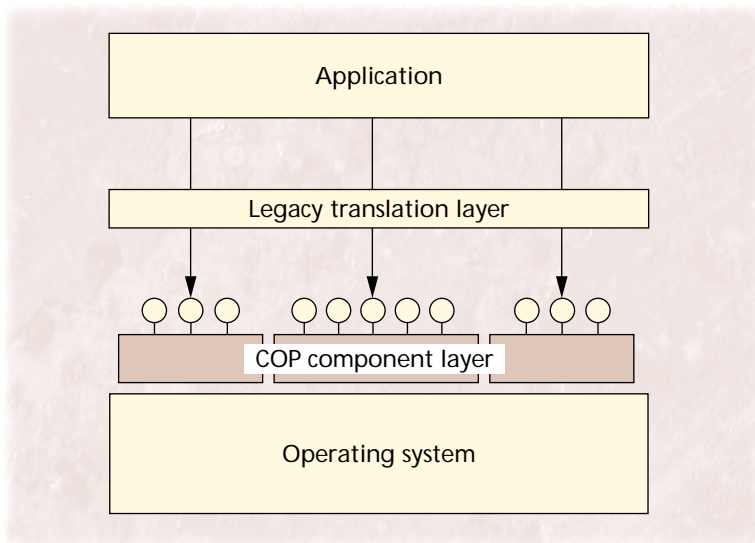 Application
Legacy translation layer
COP component layer
Operating system